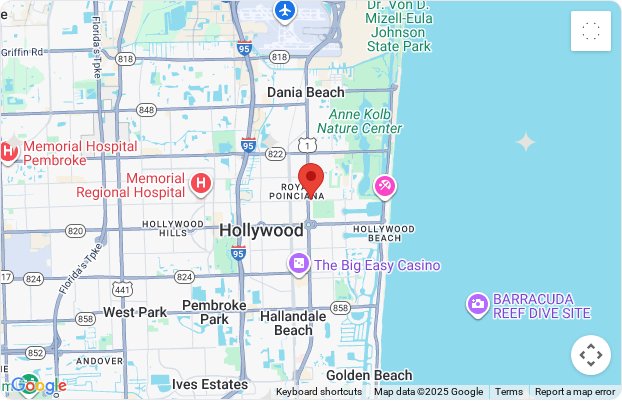 Dr. Von D.
Mizell-Eula
Johnson
State Park
Griffin Rd
Florida's Tpke
95
818
818
Dania Beach
848
Anne Kolb
Nature Center
1
Memorial Hospital
Pembroke
95
822
Memorial
Regional Hospital
ROYAL
POINCIANA
HOLLYWOOD
HILLS
820
820
Hollywood
HOLLYWOOD
BEACH
95
Florida's Tpke
17
824
824
824
The Big Easy Casino
441
BARRACUDA
REEF DIVE SITE
Pembroke
Park
West Park
858
858
Hallandale
Beach
852
ANDOVER
Golden Beach
Ives Estates
Google
Keyboard shortcuts
Map data ©2025 Google
Terms
Report a map error